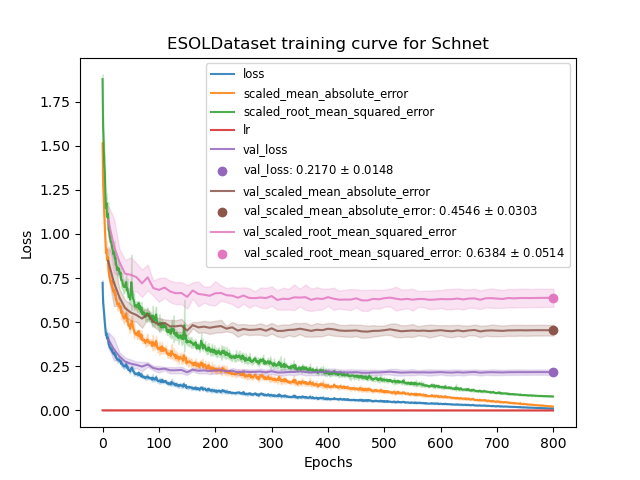 ESOLDataset training curve for Schnet
loss
scaled_mean_absolute_error
scaled_root_mean_squared_error
lr
val_loss
val_loss: 0.2170 ± 0.0148
val_scaled_mean_absolute_error
val_scaled_mean_absolute_error: 0.4546 ± 0.0303
val_scaled_root_mean_squared_error
val_scaled_root_mean_squared_error: 0.6384 ± 0.0514
Loss
1.75
1.50
1.25
1.00
0.75
0.50
0.25
0.00
0 100 200 300 400 500 600 700 800
Epochs